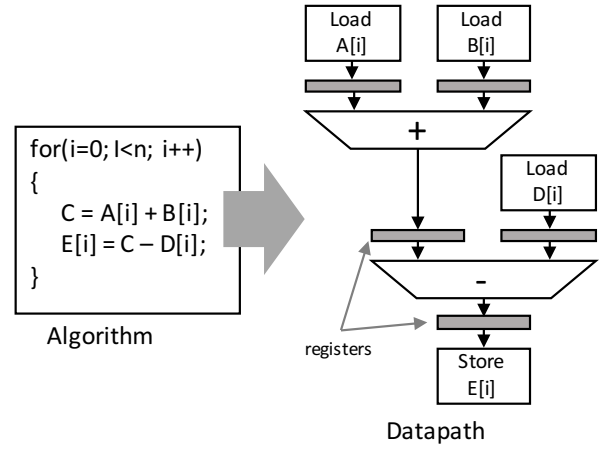 for(i=0; I<n; i++)
{
C = A[i] + B[i];
E[i] = C – D[i];
}
Algorithm
Load
A[i]
Load
B[i]
+
Load
D[i]
-
registers
Store
E[i]
Datapath